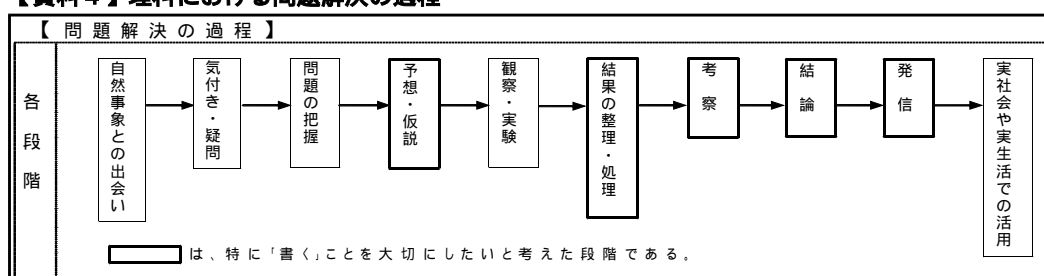 【資料４】理科における問題解決の過程
【問題解決の過程】
各段階
自然事象との出会い
気付き・疑問
問題の把握
予想・仮説
観察・実験
結果の整理・処理
考察
結論
発信
実社会や実生活での活用
は、特に「書く」ことを大切にしたいと考えた段階である。